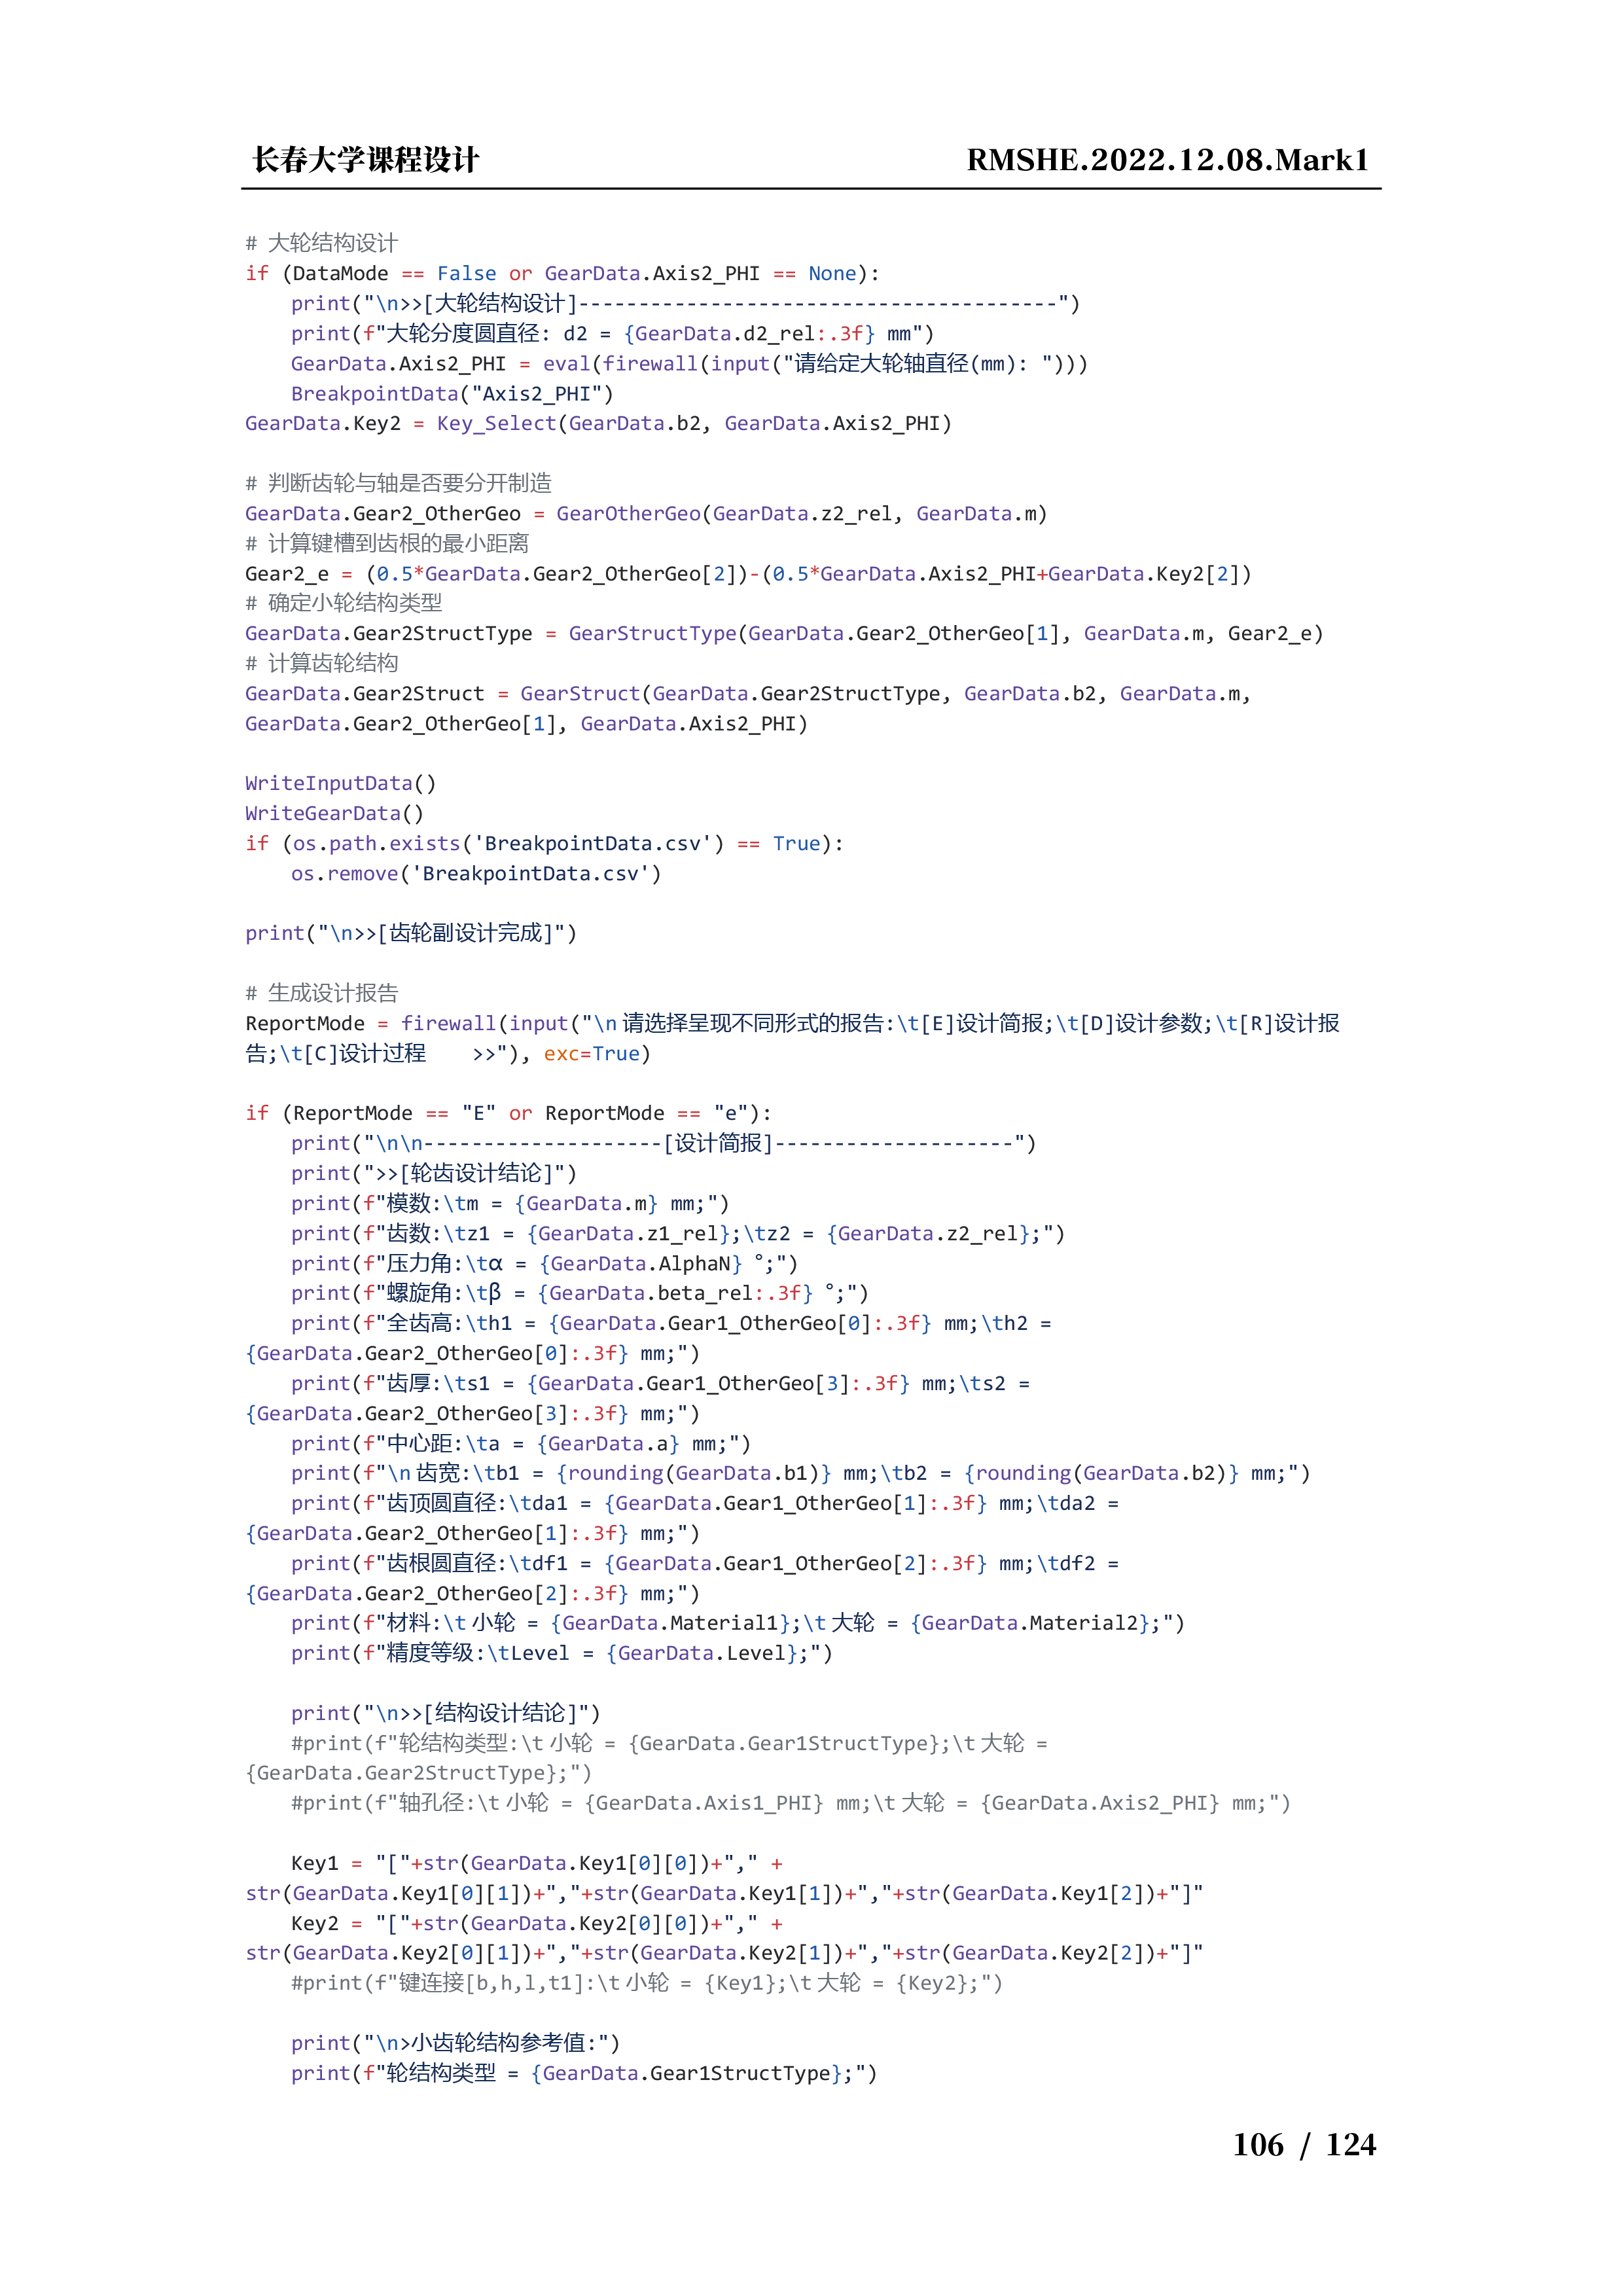 长春大学课程设计 RMSHE.2022.12.08.Mark1
# 大轮结构设计
if (DataMode == False or GearData.Axis2_PHI == None):
    print("\n>>[大轮结构设计]----------------------------------------")
    print(f"大轮分度圆直径: d2 = {GearData.d2_rel:.3f} mm")
    GearData.Axis2_PHI = eval(firewall(input("请给定大轮轴直径(mm): ")))
    BreakpointData("Axis2_PHI")
GearData.Key2 = Key_Select(GearData.b2, GearData.Axis2_PHI)
# 判断齿轮与轴是否要分开制造
GearData.Gear2_OtherGeo = GearOtherGeo(GearData.z2_rel, GearData.m)
# 计算键槽到齿根的最小距离
Gear2_e = (0.5*GearData.Gear2_OtherGeo[2])-(0.5*GearData.Axis2_PHI+GearData.Key2[2])
# 确定小轮结构类型
GearData.Gear2StructType = GearStructType(GearData.Gear2_OtherGeo[1], GearData.m, Gear2_e)
# 计算齿轮结构
GearData.Gear2Struct = GearStruct(GearData.Gear2StructType, GearData.b2, GearData.m,
GearData.Gear2_OtherGeo[1], GearData.Axis2_PHI)
WriteInputData()
WriteGearData()
if (os.path.exists('BreakpointData.csv') == True):
    os.remove('BreakpointData.csv')
print("\n>>[齿轮副设计完成]")
# 生成设计报告
ReportMode = firewall(input("\n 请选择呈现不同形式的报告:\t[E]设计简报;\t[D]设计参数;\t[R]设计报
告;\t[C]设计过程    >>"), exc=True)
if (ReportMode == "E" or ReportMode == "e"):
    print("\n\n--------------------[设计简报]--------------------")
    print(">>[轮齿设计结论]")
    print(f"模数:\tm = {GearData.m} mm;")
    print(f"齿数:\tz1 = {GearData.z1_rel};\tz2 = {GearData.z2_rel};")
    print(f"压力角:\tα = {GearData.AlphaN} °;")
    print(f"螺旋角:\tβ = {GearData.beta_rel:.3f} °;")
    print(f"全齿高:\th1 = {GearData.Gear1_OtherGeo[0]:.3f} mm;\th2 =
{GearData.Gear2_OtherGeo[0]:.3f} mm;")
    print(f"齿厚:\ts1 = {GearData.Gear1_OtherGeo[3]:.3f} mm;\ts2 =
{GearData.Gear2_OtherGeo[3]:.3f} mm;")
    print(f"中心距:\ta = {GearData.a} mm;")
    print(f"\n 齿宽:\tb1 = {rounding(GearData.b1)} mm;\tb2 = {rounding(GearData.b2)} mm;")
    print(f"齿顶圆直径:\tda1 = {GearData.Gear1_OtherGeo[1]:.3f} mm;\tda2 =
{GearData.Gear2_OtherGeo[1]:.3f} mm;")
    print(f"齿根圆直径:\tdf1 = {GearData.Gear1_OtherGeo[2]:.3f} mm;\tdf2 =
{GearData.Gear2_OtherGeo[2]:.3f} mm;")
    print(f"材料:\t 小轮 = {GearData.Material1};\t 大轮 = {GearData.Material2};")
    print(f"精度等级:\tLevel = {GearData.Level};")
    print("\n>>[结构设计结论]")
    #print(f"轮结构类型:\t 小轮 = {GearData.Gear1StructType};\t 大轮 =
{GearData.Gear2StructType};")
    #print(f"轴孔径:\t 小轮 = {GearData.Axis1_PHI} mm;\t 大轮 = {GearData.Axis2_PHI} mm;")
    Key1 = "["+str(GearData.Key1[0][0])+"," +
str(GearData.Key1[0][1])+","+str(GearData.Key1[1])+","+str(GearData.Key1[2])+"]"
    Key2 = "["+str(GearData.Key2[0][0])+"," +
str(GearData.Key2[0][1])+","+str(GearData.Key2[1])+","+str(GearData.Key2[2])+"]"
    #print(f"键连接[b,h,l,t1]:\t 小轮 = {Key1};\t 大轮 = {Key2};")
    print("\n>小齿轮结构参考值:")
    print(f"轮结构类型 = {GearData.Gear1StructType};")
106 / 124